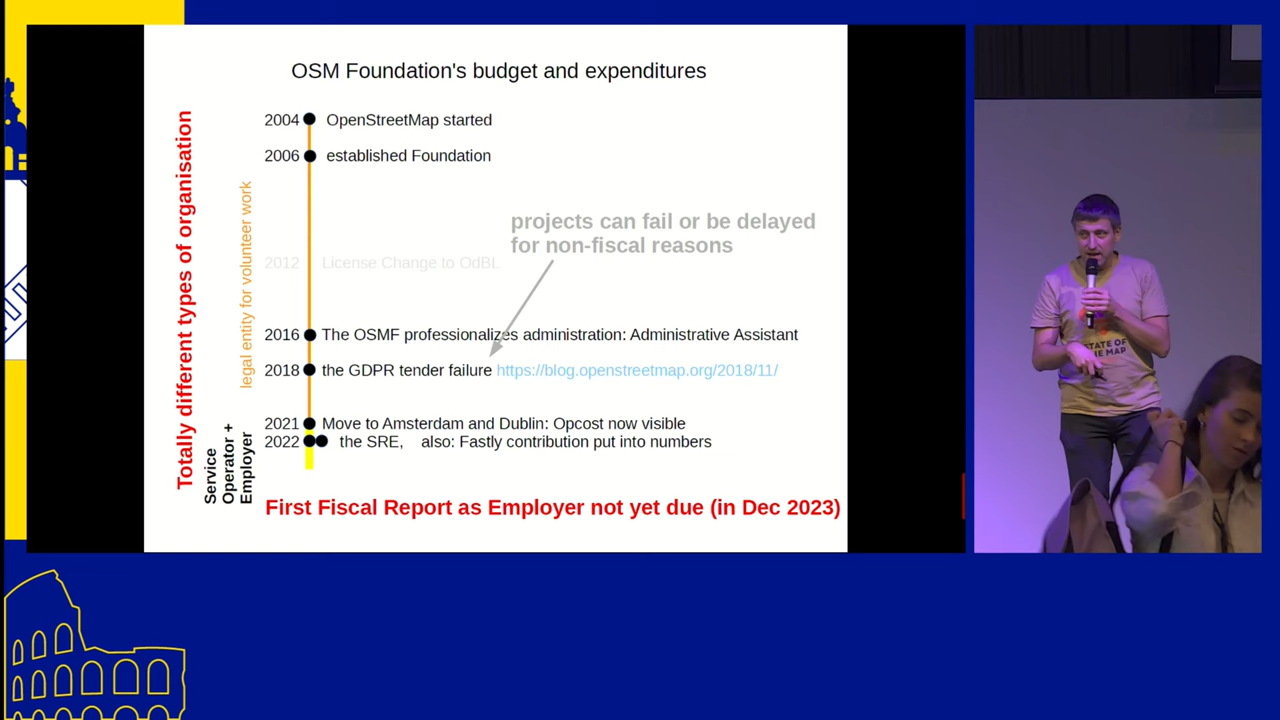 OSM Foundation's budget and expenditures
Totally different types of organisation
legal entity for volunteer work
Service
Operator +
Employer
2004 OpenStreetMap started
2006 established Foundation
projects can fail or be delayed
for non-fiscal reasons
2012 License Change to OdBL
2016 The OSMF professionalizes administration: Administrative Assistant
2018 the GDPR tender failure https://blog.openstreetmap.org/2018/11/
2021 Move to Amsterdam and Dublin: Opcost now visible
2022 the SRE, also: Fastly contribution put into numbers
First Fiscal Report as Employer not yet due (in Dec 2023)
STATE OF
THE MAP